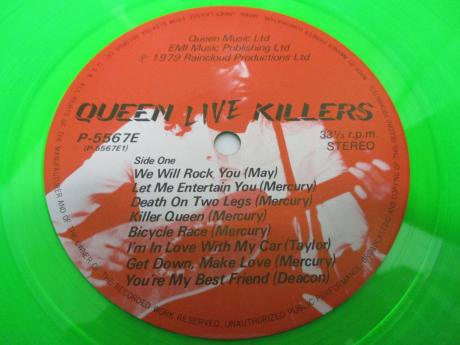 Queen Music Ltd
EMI Music Publishing Ltd
℗ 1979 Raincloud Productions Ltd
QUEEN LIVE KILLERS
P-5567E
(P-5567E1)
33⅓ r.p.m.
STEREO
Side One
We Will Rock You (May)
Let Me Entertain You (Mercury)
Death On Two Legs (Mercury)
Killer Queen (Mercury)
Bicycle Race (Mercury)
I'm In Love With My Car (Taylor)
Get Down, Make Love (Mercury)
You're My Best Friend (Deacon)
OF THE RECORDED WORK RESERVED. UNAUTHORIZED PUBLIC PERFORMANCE,